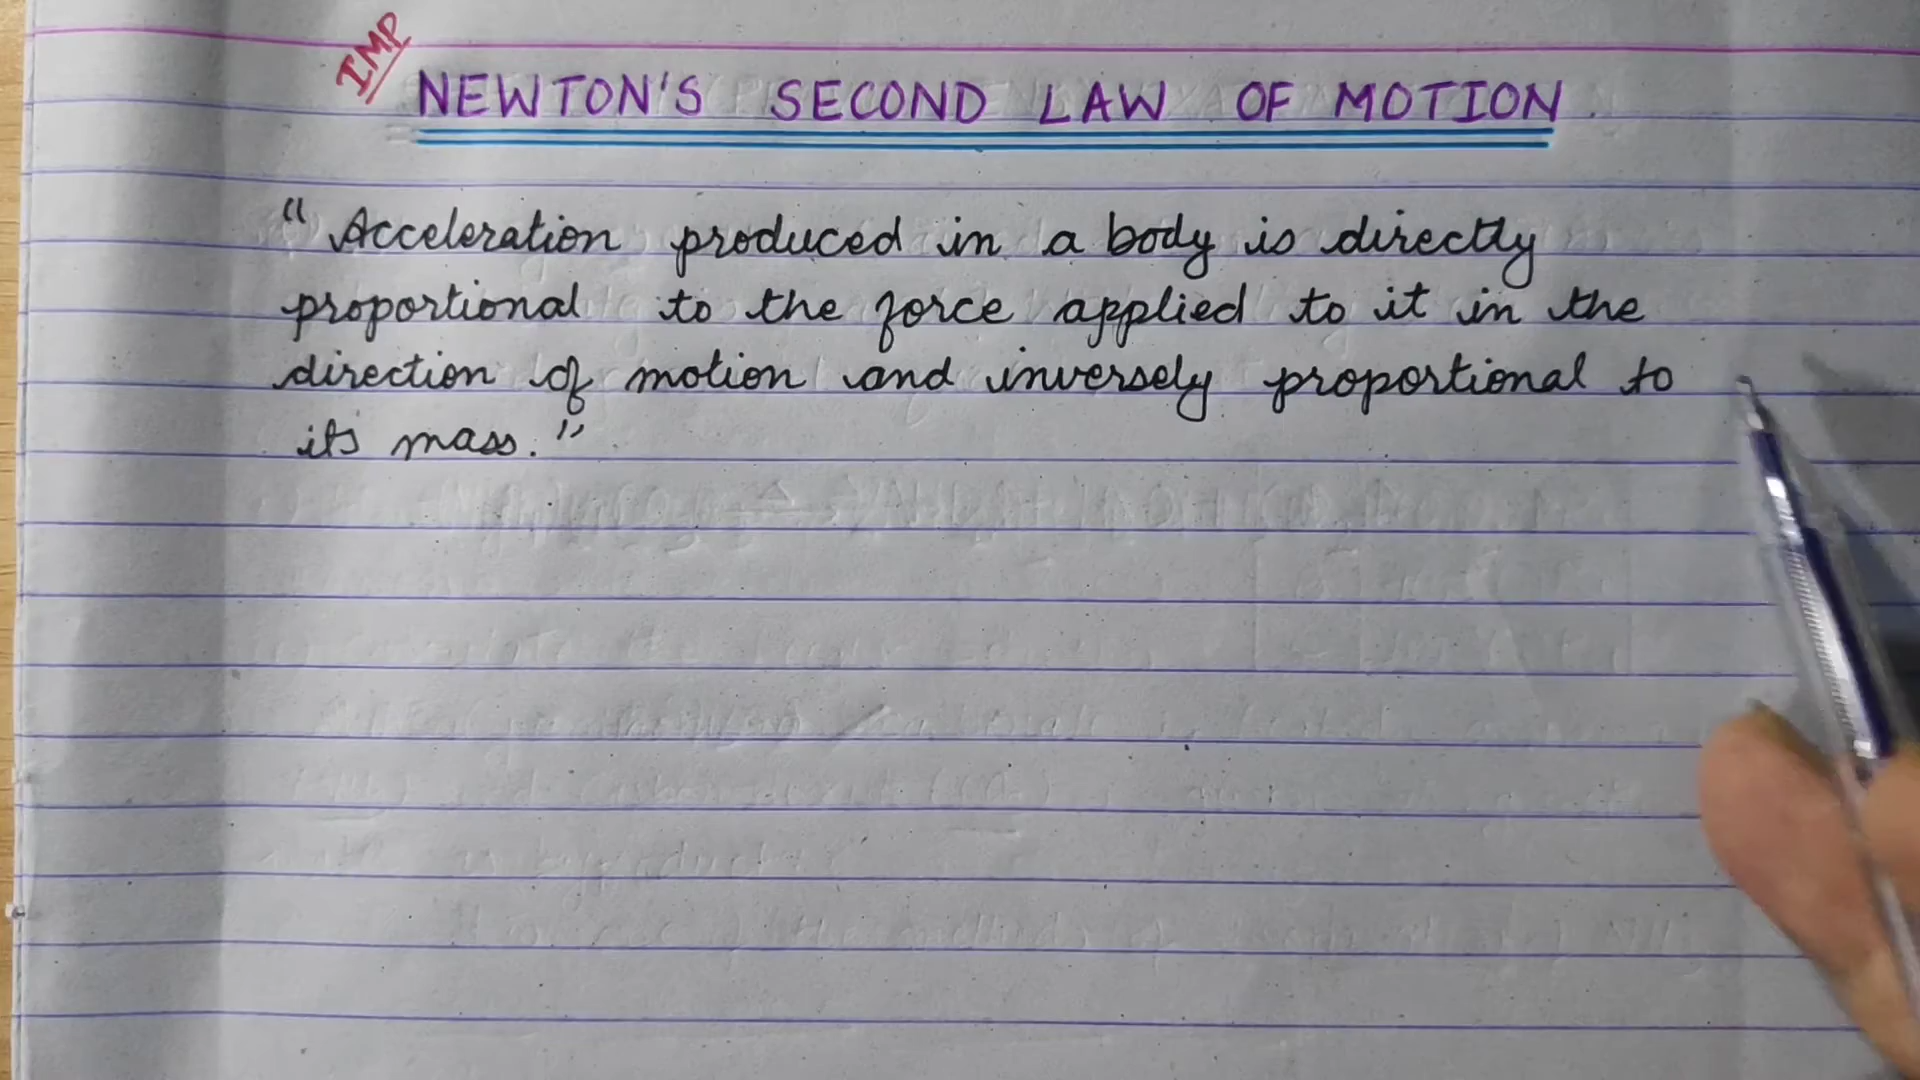 IMP
NEWTON'S SECOND LAW OF MOTION
“Acceleration produced in a body is directly
proportional to the force applied to it in the
direction of motion and inversely proportional to
its mass.”